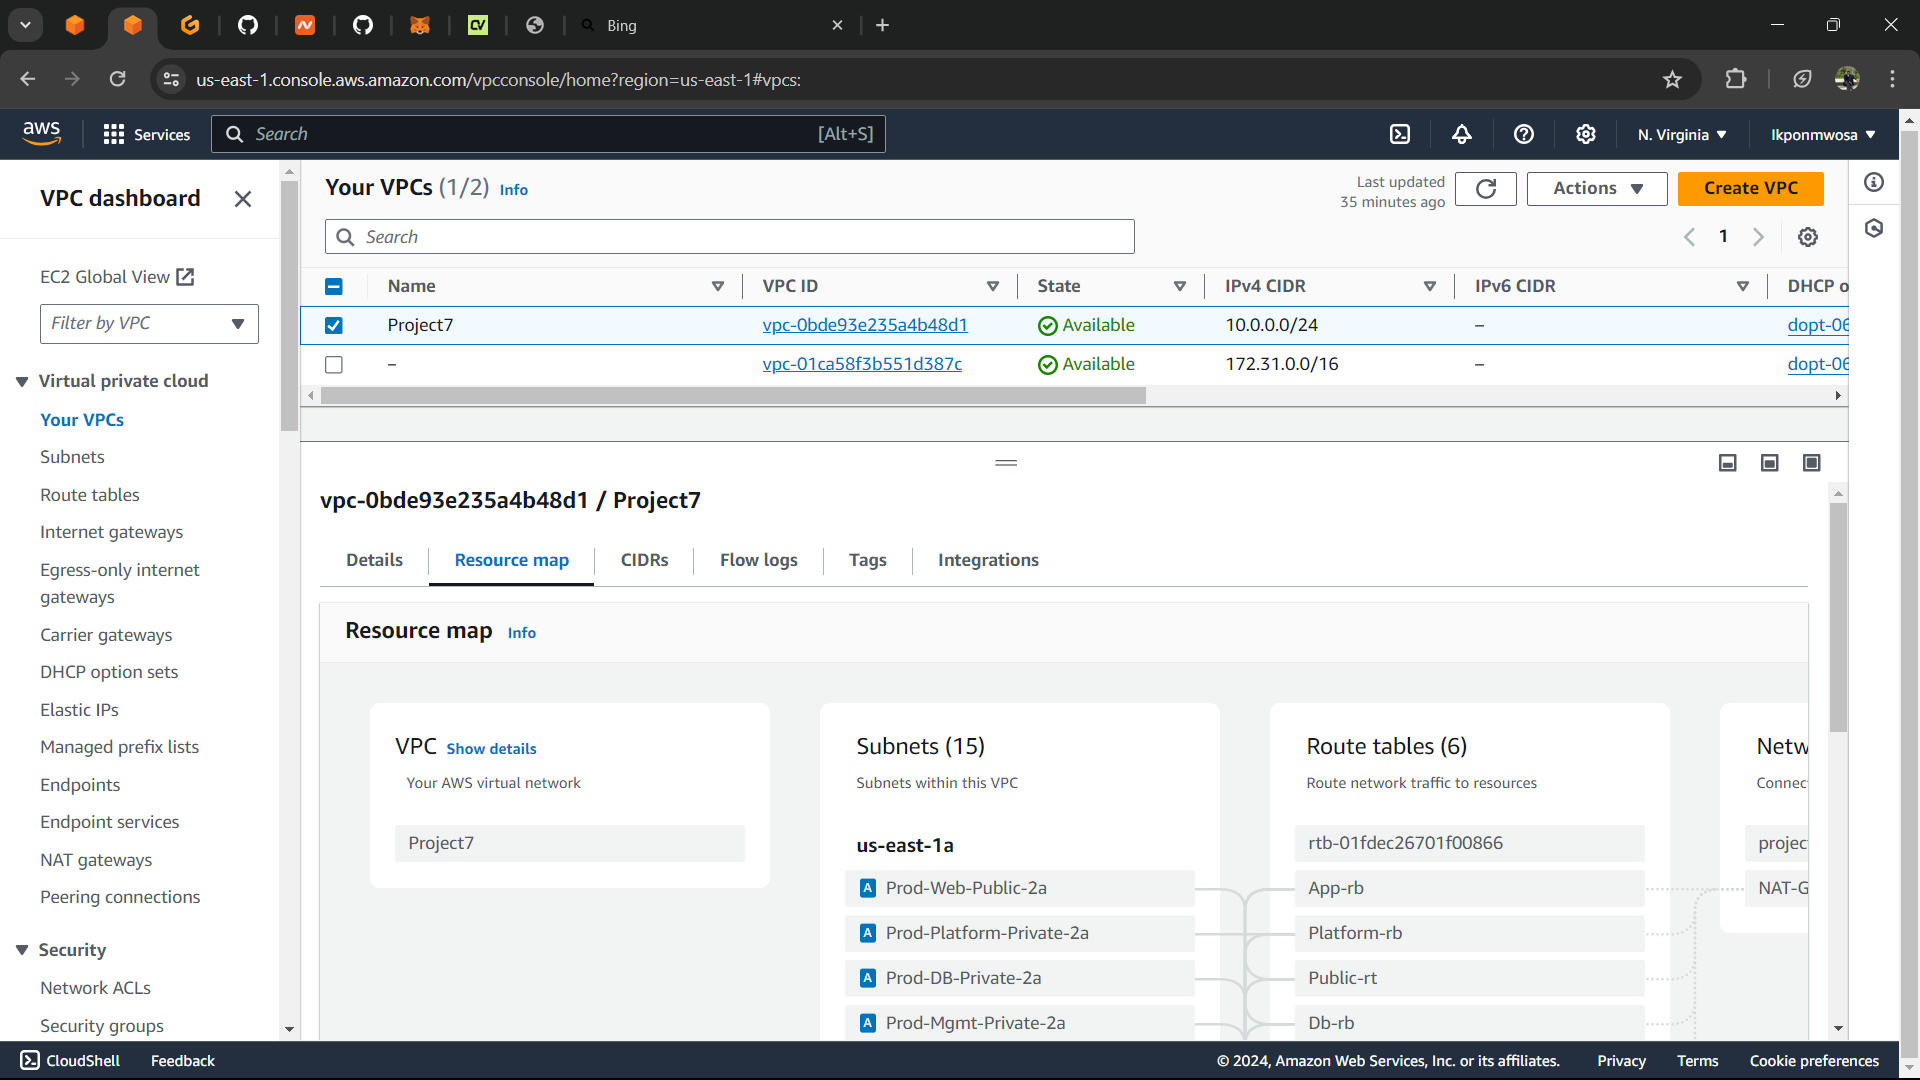 Bing
us-east-1.console.aws.amazon.com/vpcconsole/home?region=us-east-1#vpcs:
aws
Services
Search
[Alt+S]
N. Virginia
Ikponmwosa
VPC dashboard
EC2 Global View
Filter by VPC
Virtual private cloud
Your VPCs
Subnets
Route tables
Internet gateways
Egress-only internet
gateways
Carrier gateways
DHCP option sets
Elastic IPs
Managed prefix lists
Endpoints
Endpoint services
NAT gateways
Peering connections
Security
Network ACLs
Security groups
Your VPCs (1/2) Info
Last updated
35 minutes ago
Actions
Create VPC
Search
1
Name VPC ID State IPv4 CIDR IPv6 CIDR DHCP o
Project7 vpc-0bde93e235a4b48d1 Available 10.0.0.0/24 – dopt-06
– vpc-01ca58f3b551d387c Available 172.31.0.0/16 – dopt-06
vpc-0bde93e235a4b48d1 / Project7
Details Resource map CIDRs Flow logs Tags Integrations
Resource map Info
VPC Show details
Your AWS virtual network
Project7
Subnets (15)
Subnets within this VPC
us-east-1a
A Prod-Web-Public-2a
A Prod-Platform-Private-2a
A Prod-DB-Private-2a
A Prod-Mgmt-Private-2a
Route tables (6)
Route network traffic to resources
rtb-01fdec26701f00866
App-rb
Platform-rb
Public-rt
Db-rb
Netw
Connec
projec
NAT-G
CloudShell
Feedback
© 2024, Amazon Web Services, Inc. or its affiliates.
Privacy
Terms
Cookie preferences